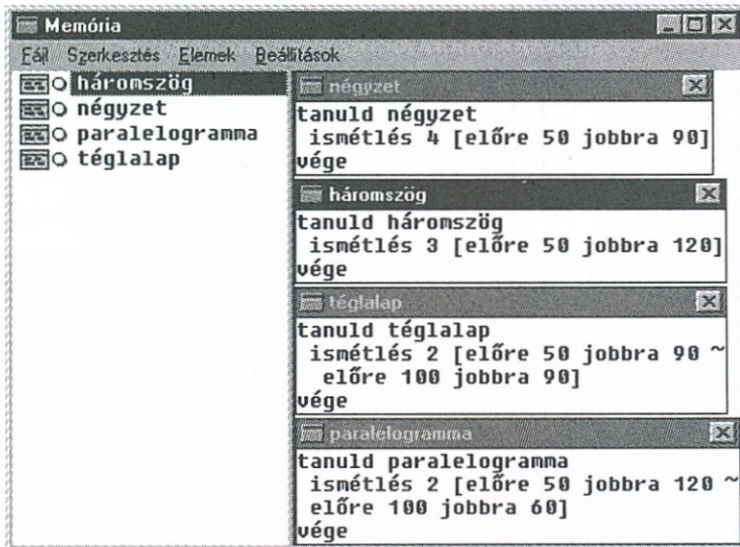 Memória
Fájl Szerkesztés Elemek Beállítások
háromszög
négyzet
paralelogramma
téglalap
négyzet
tanuld négyzet
ismétlés 4 [előre 50 jobbra 90]
vége
háromszög
tanuld háromszög
ismétlés 3 [előre 50 jobbra 120]
vége
téglalap
tanuld téglalap
ismétlés 2 [előre 50 jobbra 90 ~
előre 100 jobbra 90]
vége
paralelogramma
tanuld paralelogramma
ismétlés 2 [előre 50 jobbra 120 ~
előre 100 jobbra 60]
vége